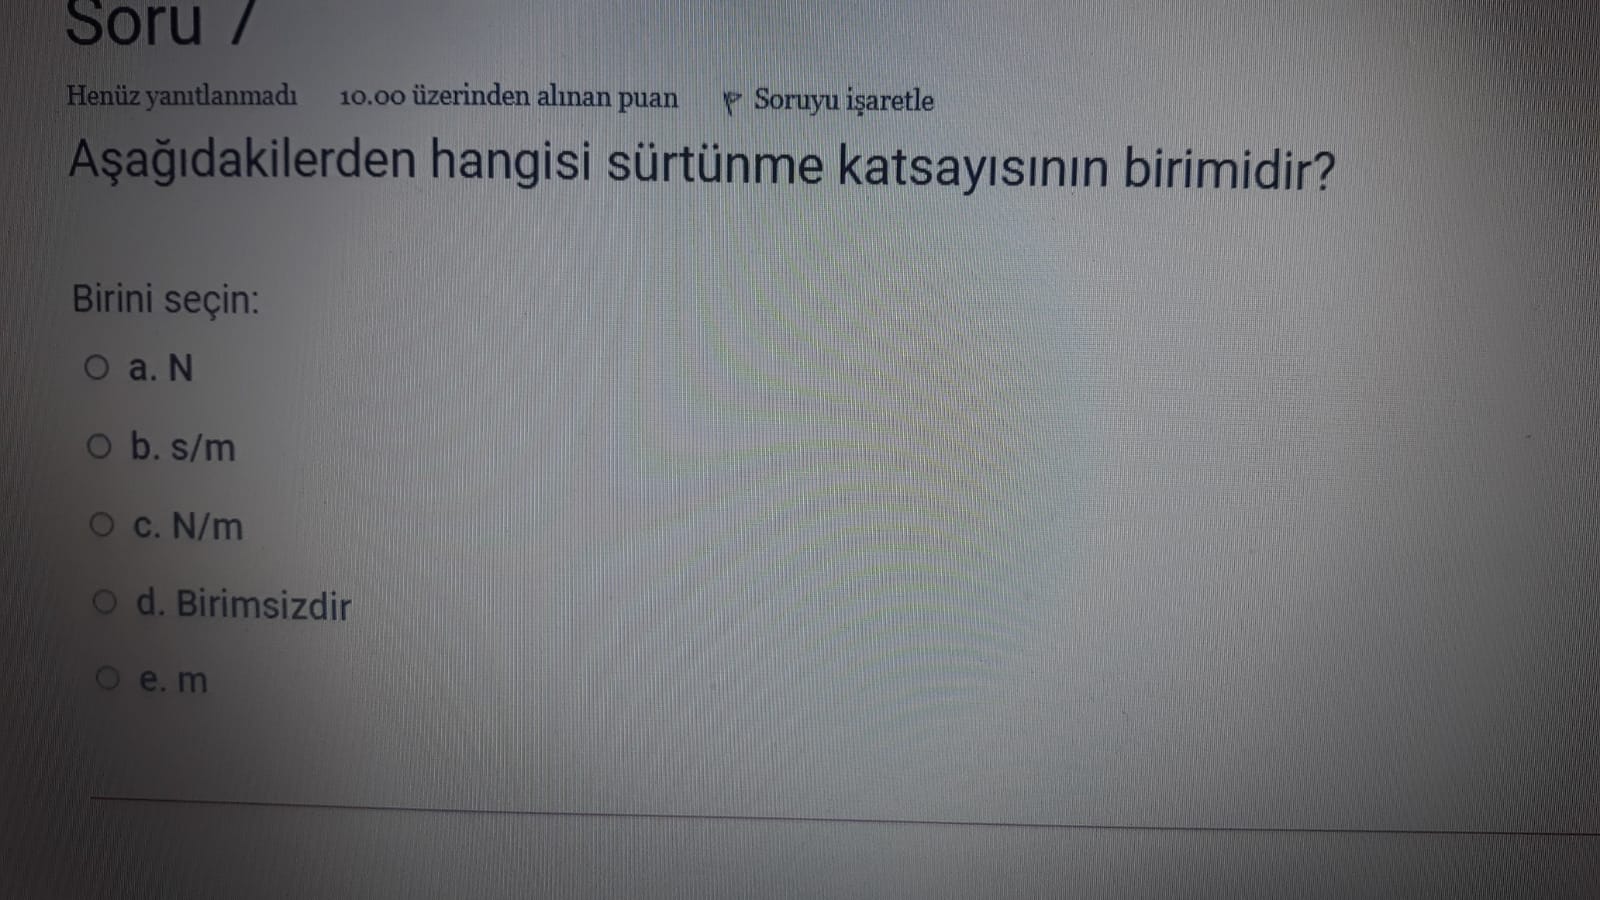 Soru 7
Henüz yanıtlanmadı 10.00 üzerinden alınan puan Soruyu işaretle
Aşağıdakilerden hangisi sürtünme katsayısının birimidir?
Birini seçin:
a. N
b. s/m
c. N/m
d. Birimsizdir
e. m